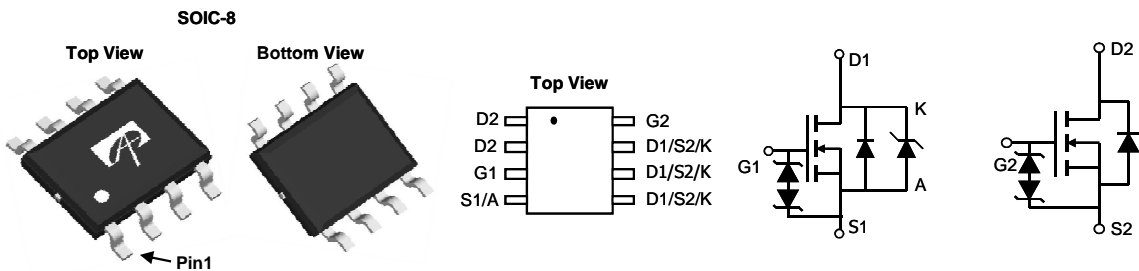 SOIC-8
Top View
Bottom View
Pin1
Top View
D2
D2
G1
S1/A
G2
D1/S2/K
D1/S2/K
D1/S2/K
D1
K
G1
A
S1
D2
G2
S2